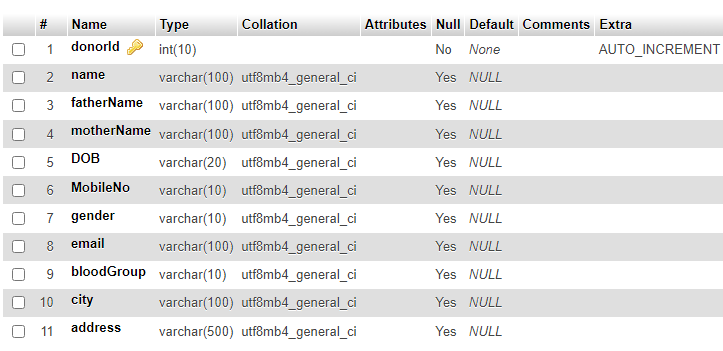 # Name Type Collation Attributes Null Default Comments Extra
1 donorId int(10) No None AUTO_INCREMENT
2 name varchar(100) utf8mb4_general_ci Yes NULL
3 fatherName varchar(100) utf8mb4_general_ci Yes NULL
4 motherName varchar(100) utf8mb4_general_ci Yes NULL
5 DOB varchar(20) utf8mb4_general_ci Yes NULL
6 MobileNo varchar(10) utf8mb4_general_ci Yes NULL
7 gender varchar(10) utf8mb4_general_ci Yes NULL
8 email varchar(100) utf8mb4_general_ci Yes NULL
9 bloodGroup varchar(10) utf8mb4_general_ci Yes NULL
10 city varchar(100) utf8mb4_general_ci Yes NULL
11 address varchar(500) utf8mb4_general_ci Yes NULL